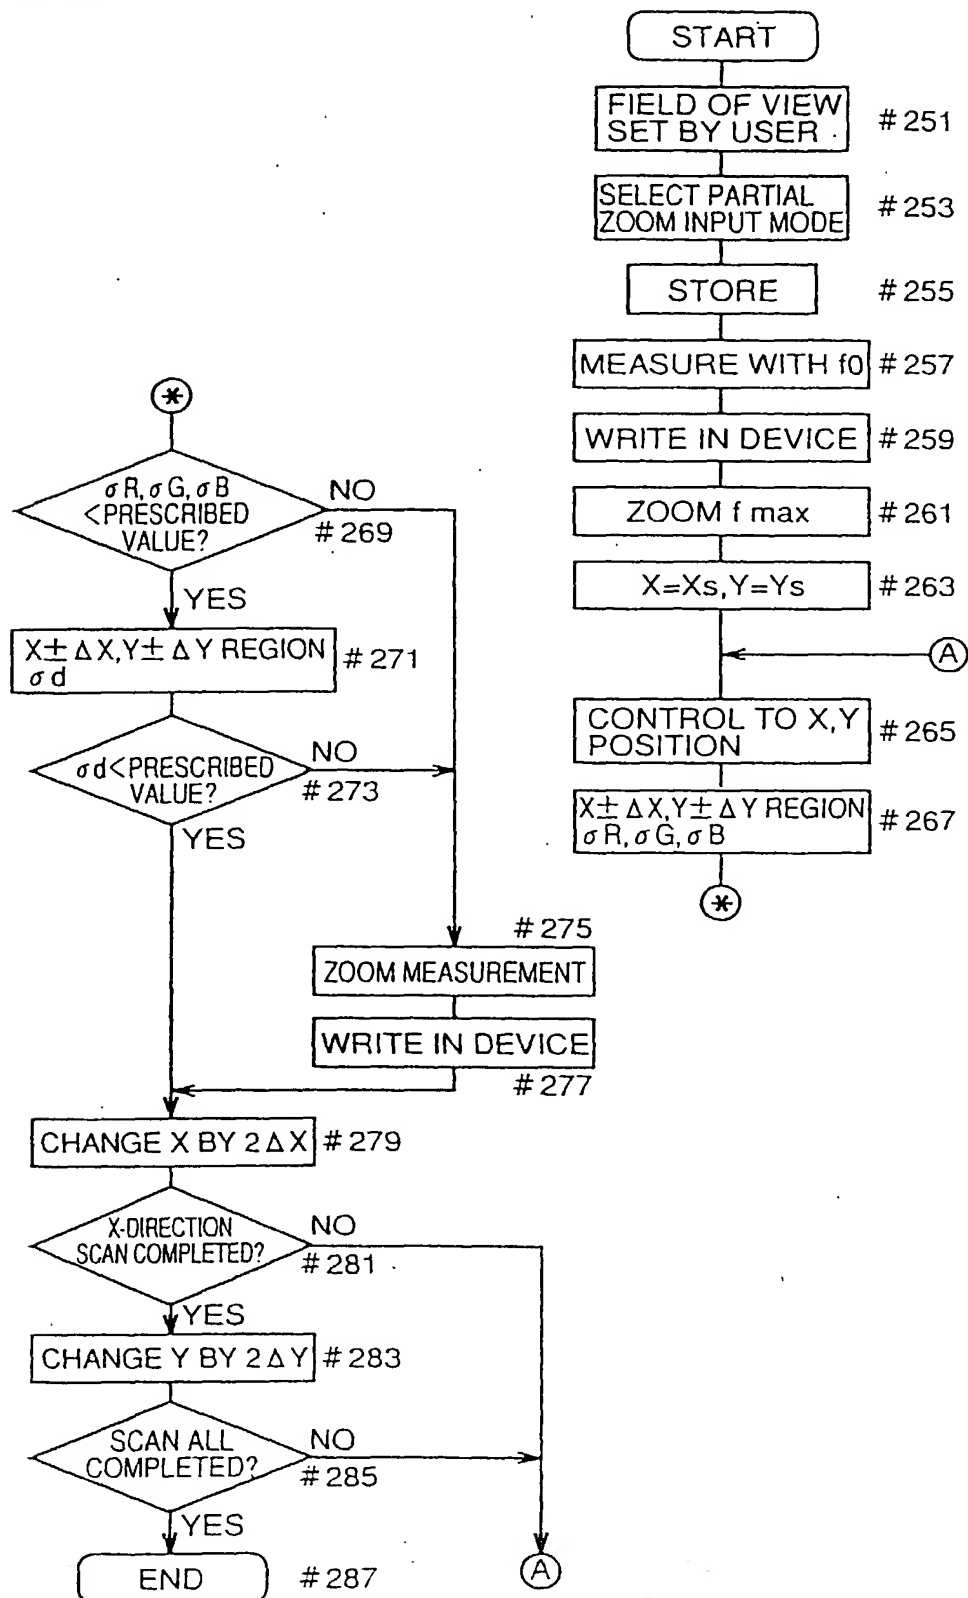 START
FIELD OF VIEW
SET BY USER
#251
SELECT PARTIAL
ZOOM INPUT MODE
#253
STORE
#255
MEASURE WITH f0
#257
WRITE IN DEVICE
#259
ZOOM f max
#261
X=Xs,Y=Ys
#263
A
CONTROL TO X,Y
POSITION
#265
X±ΔX,Y±ΔY REGION
σR,σG,σB
#267
*
*
σR,σG,σB
<PRESCRIBED
VALUE?
NO
#269
YES
X±ΔX,Y±ΔY REGION
σd
#271
σd<PRESCRIBED
VALUE?
NO
#273
YES
#275
ZOOM MEASUREMENT
WRITE IN DEVICE
#277
CHANGE X BY 2ΔX
#279
X-DIRECTION
SCAN COMPLETED?
NO
#281
YES
CHANGE Y BY 2ΔY
#283
SCAN ALL
COMPLETED?
NO
#285
YES
END
#287
A